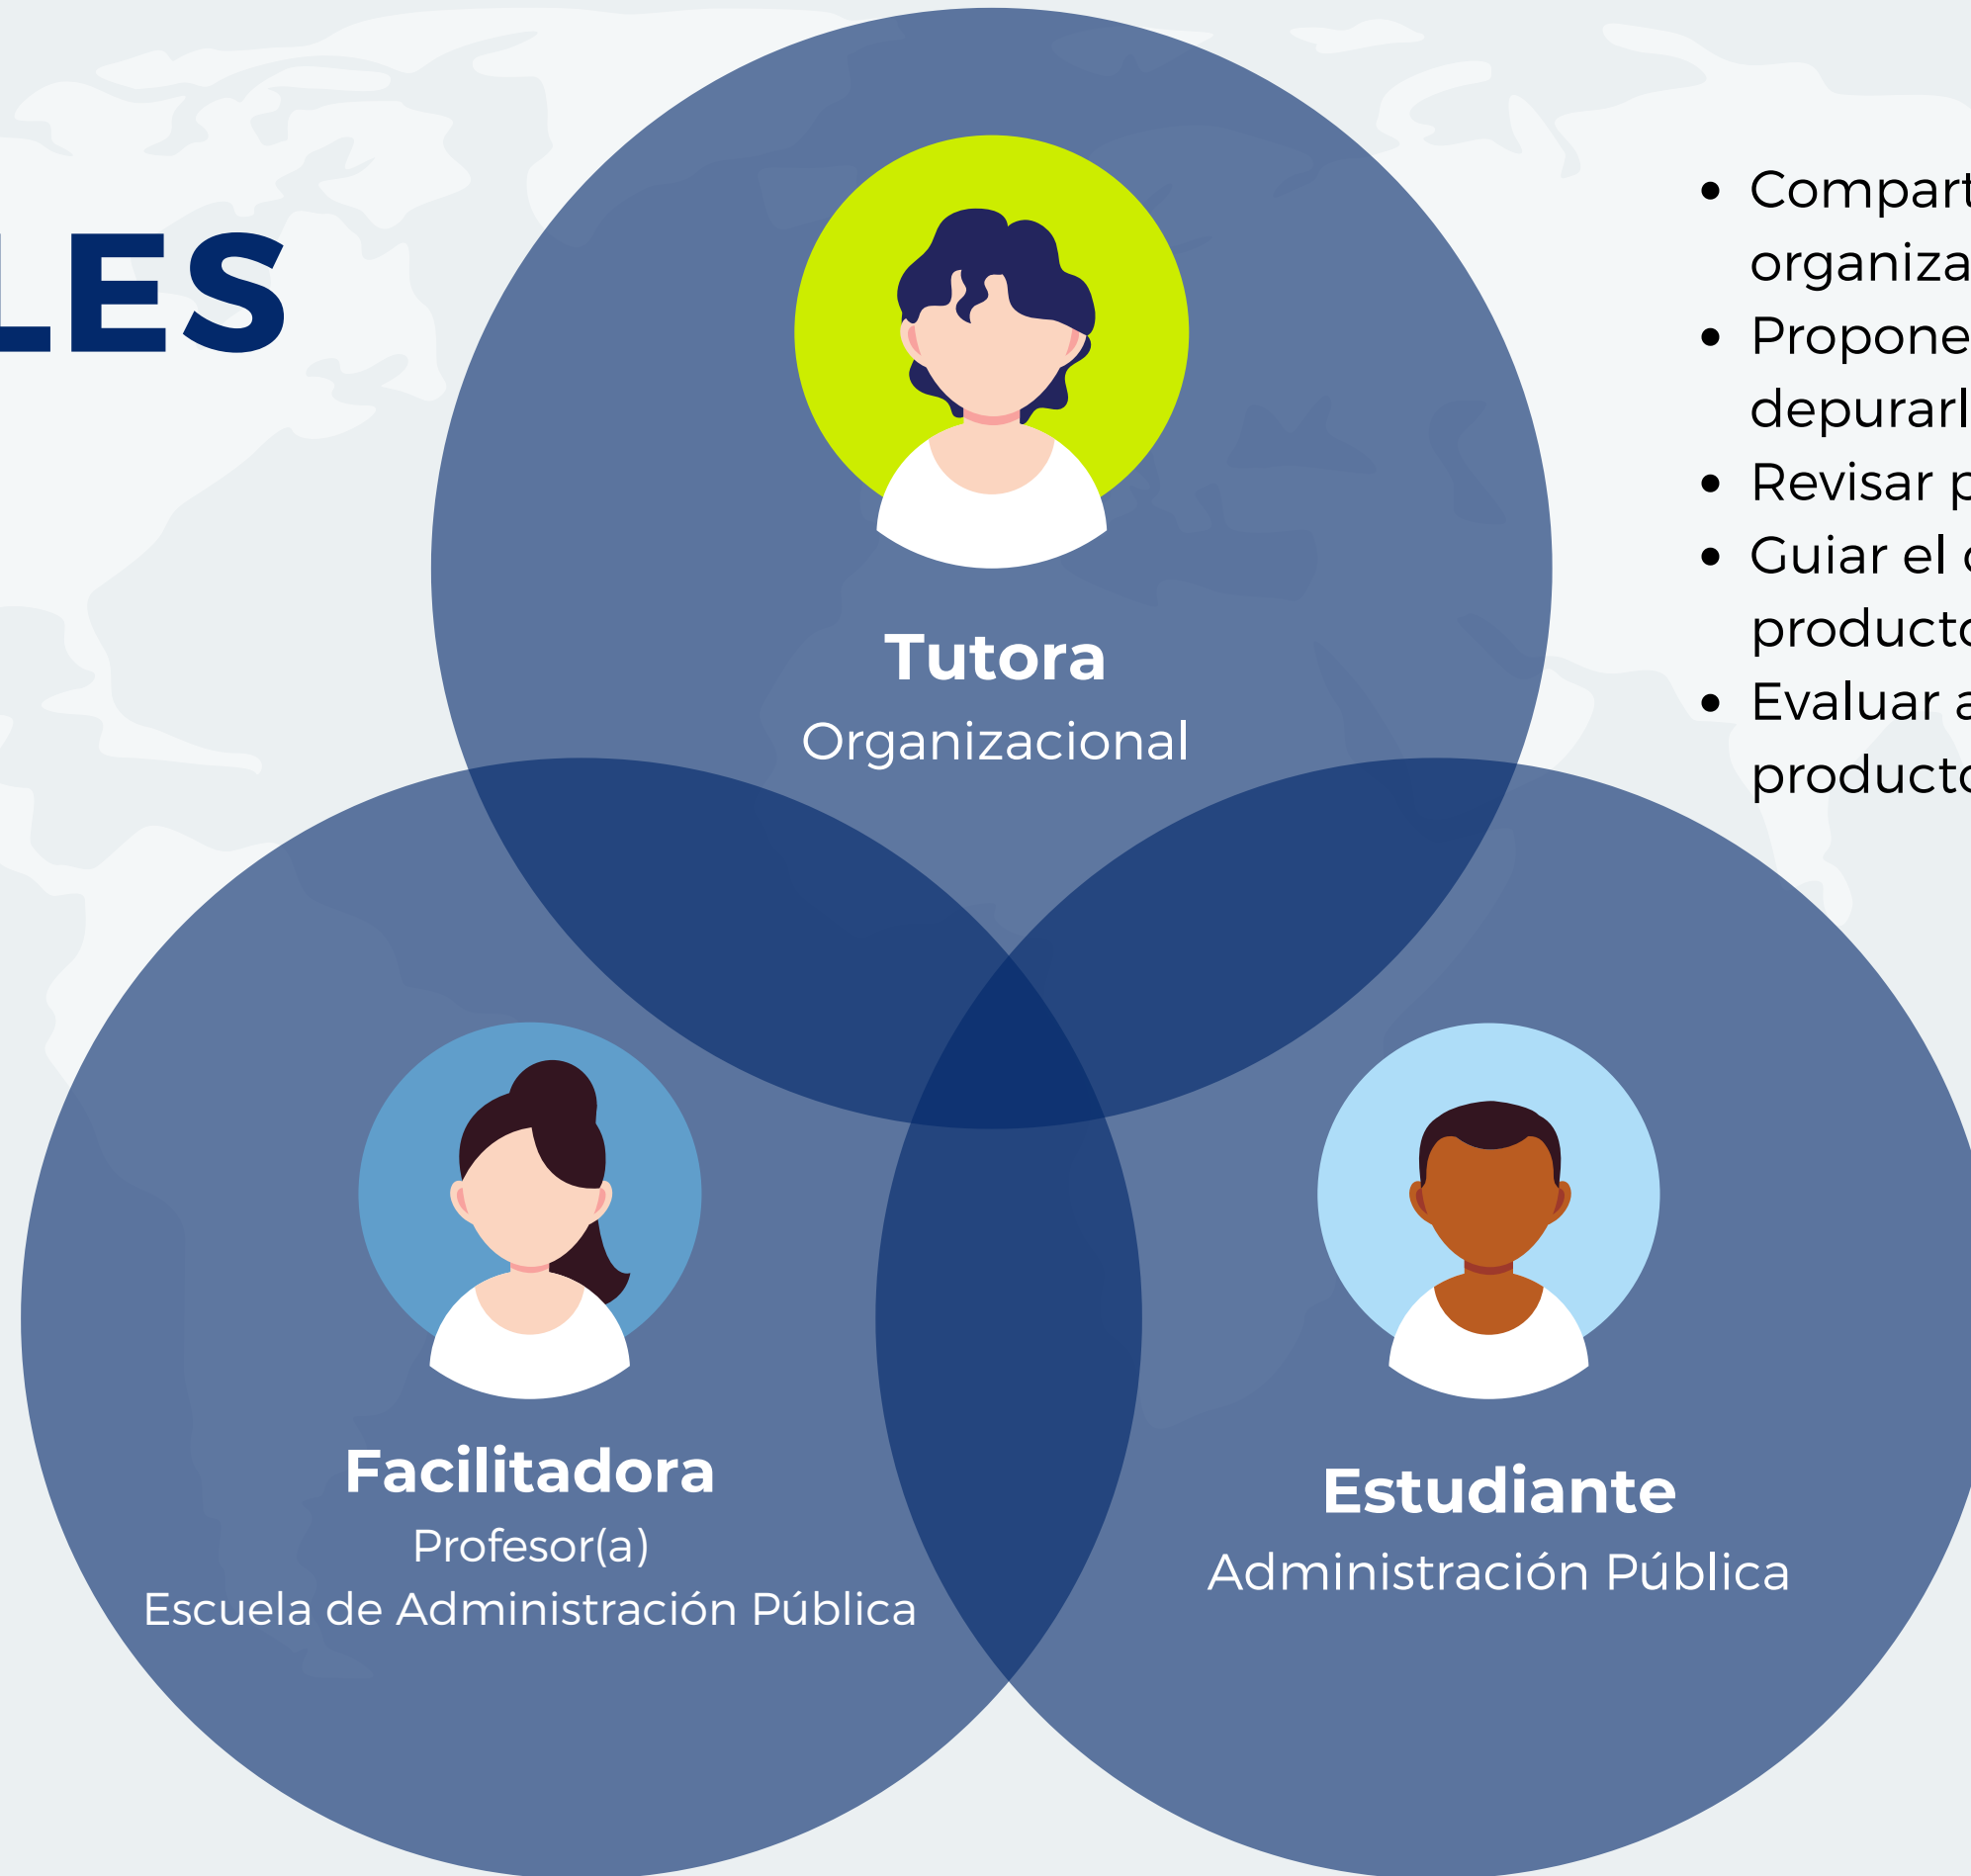 LES
Compart
organiza
Propone
depurarl
Revisar p
Guiar el
producto
Evaluar a
producto
Tutora
Organizacional
Facilitadora
Profesor(a)
Escuela de Administración Pública
Estudiante
Administración Pública